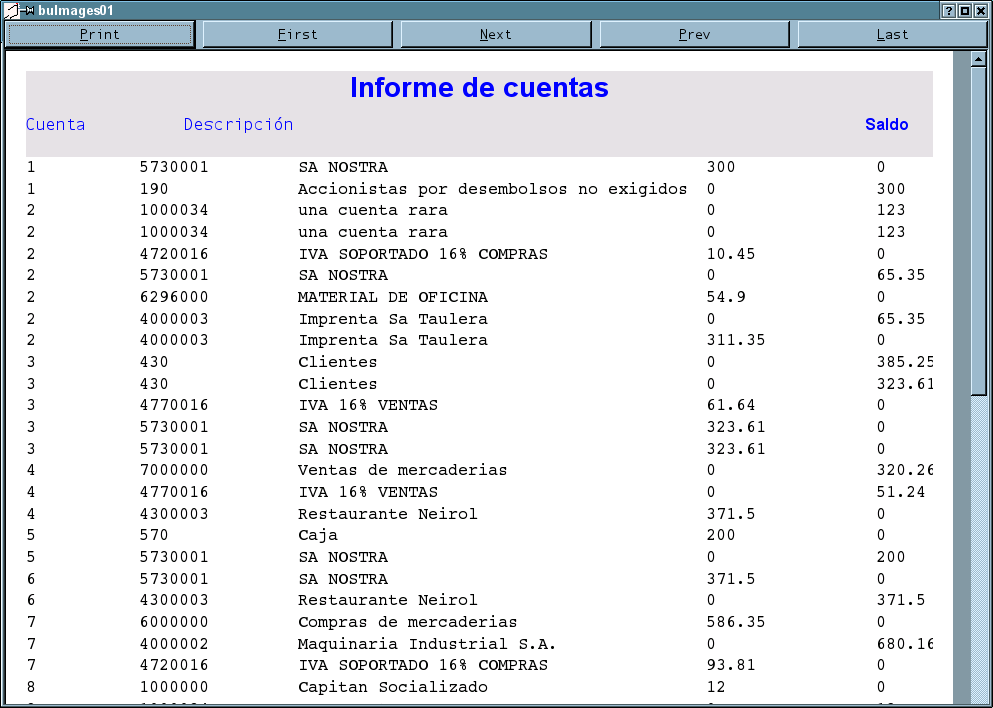 bulmages01
Print First Next Prev Last
Informe de cuentas
Cuenta Descripción Saldo
1 5730001 SA NOSTRA 300 0
1 190 Accionistas por desembolsos no exigidos 0 300
2 1000034 una cuenta rara 0 123
2 1000034 una cuenta rara 0 123
2 4720016 IVA SOPORTADO 16% COMPRAS 10.45 0
2 5730001 SA NOSTRA 0 65.35
2 6296000 MATERIAL DE OFICINA 54.9 0
2 4000003 Imprenta Sa Taulera 0 65.35
2 4000003 Imprenta Sa Taulera 311.35 0
3 430 Clientes 0 385.25
3 430 Clientes 0 323.61
3 4770016 IVA 16% VENTAS 61.64 0
3 5730001 SA NOSTRA 323.61 0
3 5730001 SA NOSTRA 323.61 0
4 7000000 Ventas de mercaderias 0 320.26
4 4770016 IVA 16% VENTAS 0 51.24
4 4300003 Restaurante Neirol 371.5 0
5 570 Caja 200 0
5 5730001 SA NOSTRA 0 200
6 5730001 SA NOSTRA 371.5 0
6 4300003 Restaurante Neirol 0 371.5
7 6000000 Compras de mercaderias 586.35 0
7 4000002 Maquinaria Industrial S.A. 0 680.16
7 4720016 IVA SOPORTADO 16% COMPRAS 93.81 0
8 1000000 Capitan Socializado 12 0